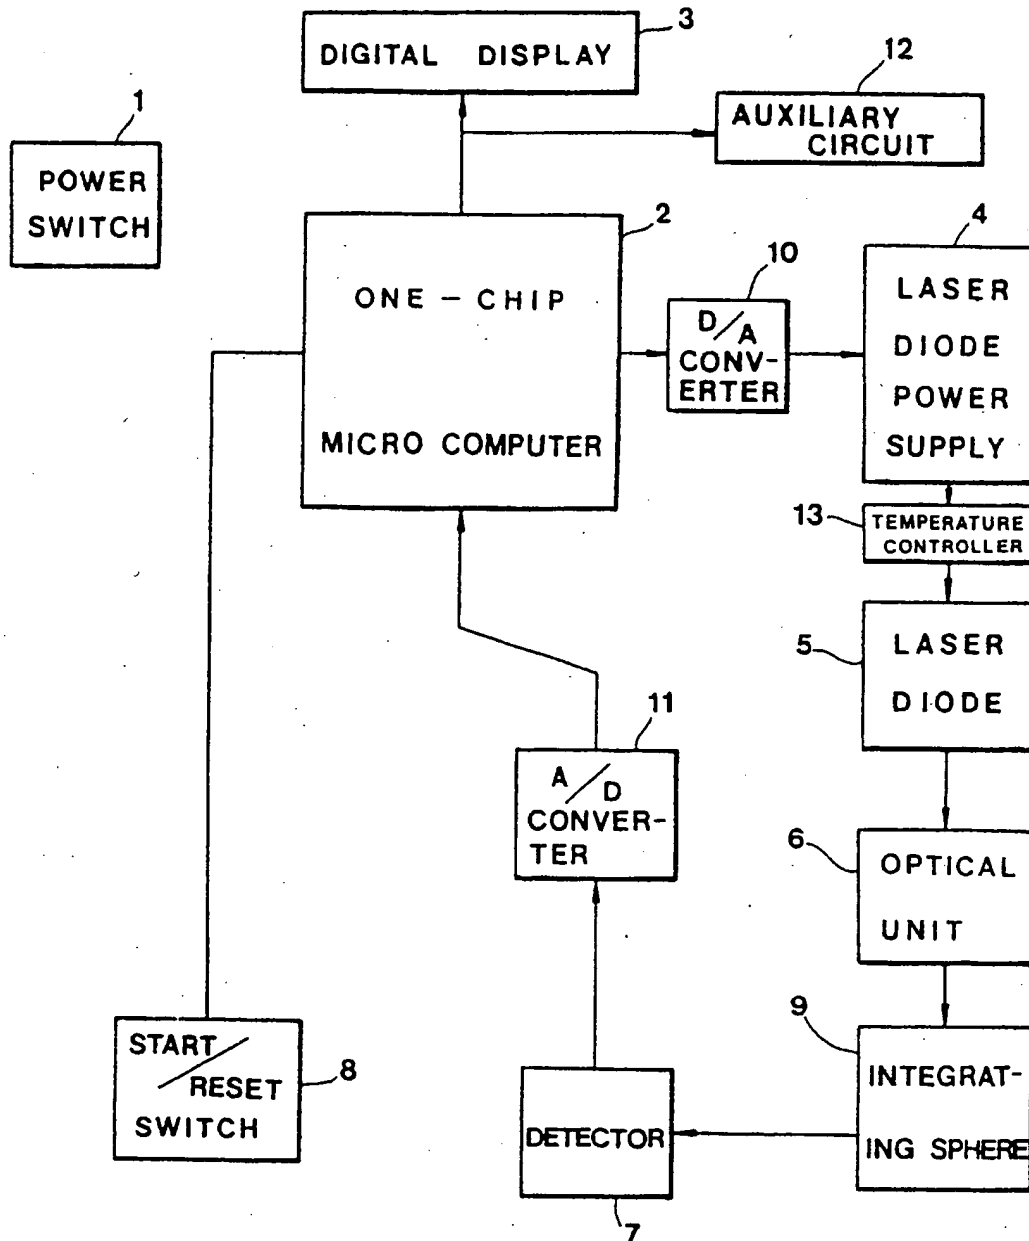 3
DIGITAL DISPLAY
12
AUXILIARY
CIRCUIT
1
POWER
SWITCH
2
ONE-CHIP
MICRO COMPUTER
10
D/A
CONV-
ERTER
4
LASER
DIODE
POWER
SUPPLY
13
TEMPERATURE
CONTROLLER
5
LASER
DIODE
11
A/D
CONVER-
TER
6
OPTICAL
UNIT
9
INTEGRAT-
ING SPHERE
START/
RESET
SWITCH
8
DETECTOR
7